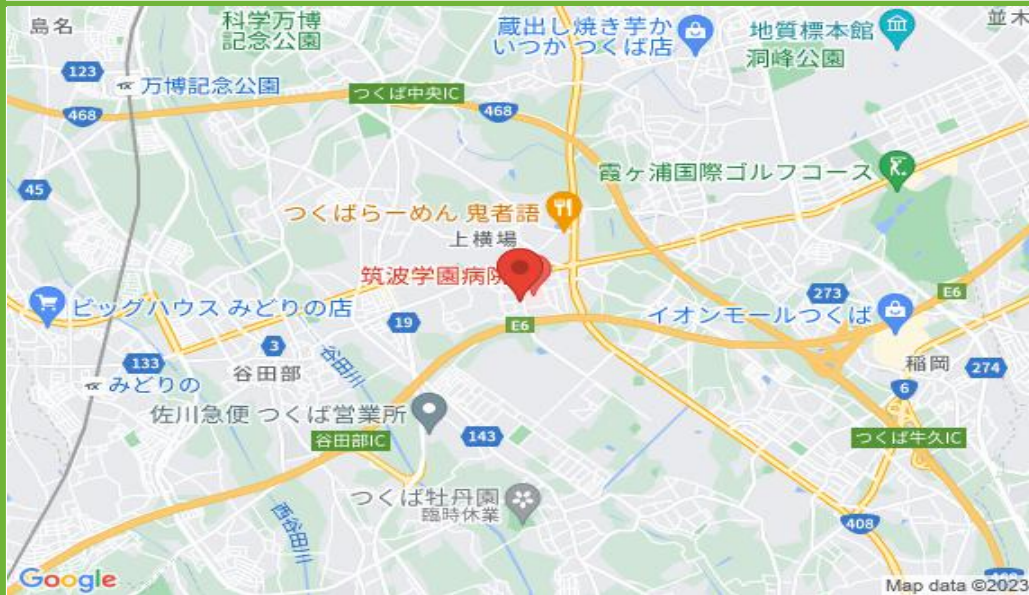 島名
科学万博
記念公園
蔵出し焼き芋か
いつか つくば店
地質標本館
洞峰公園
並木
123
万博記念公園
つくば中央IC
468
468
45
霞ヶ浦国際ゴルフコース
つくばらーめん 鬼者語
上横場
筑波学園病院
273
E6
ビッグハウス みどりの店
イオンモールつくば
19
E6
3
133
谷田部
谷田川
稲岡
274
みどりの
6
佐川急便 つくば営業所
谷田部IC
143
つくば牛久IC
つくば牡丹園
臨時休業
西谷田川
408
Google
Map data ©2023